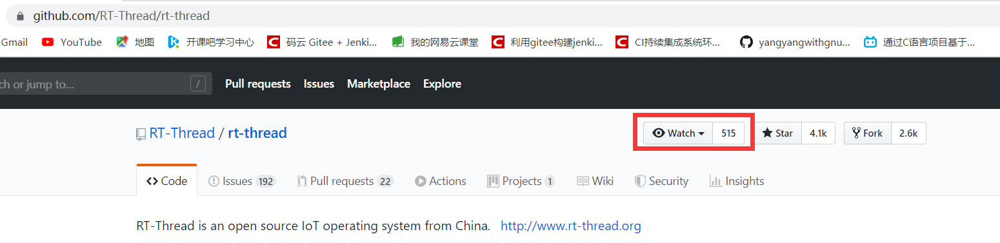 github.com/RT-Thread/rt-thread
Gmail YouTube 地图 开课吧学习中心 码云 Gitee + Jenki... 我的网易云课堂 利用gitee构建jenki... CI持续集成系统环... yangyangwithgnu... 通过C语言项目基于...
ch or jump to... / Pull requests Issues Marketplace Explore
RT-Thread / rt-thread Watch 515 Star 4.1k Fork 2.6k
Code Issues 192 Pull requests 22 Actions Projects 1 Wiki Security Insights
RT-Thread is an open source IoT operating system from China. http://www.rt-thread.org